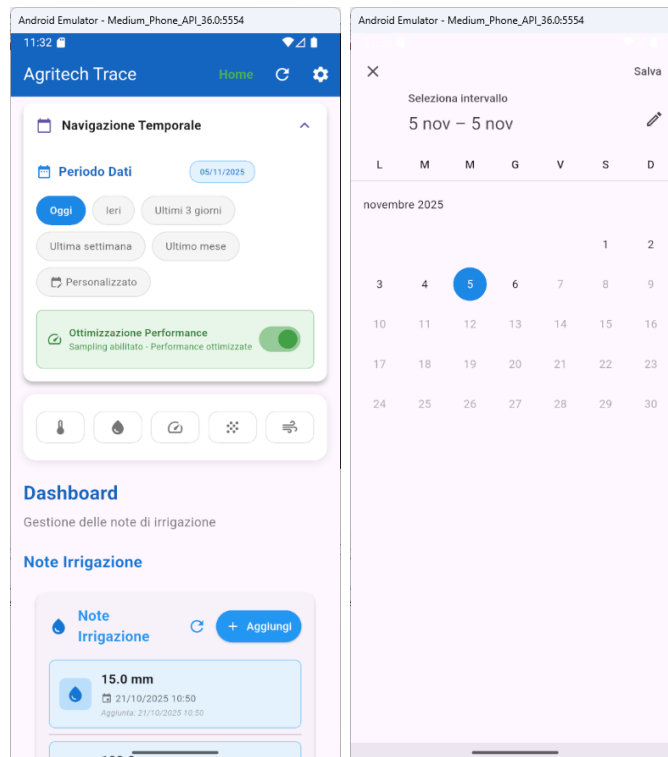 Android Emulator - Medium_Phone_API_36.0:5554
11:32
Agritech Trace Home
Navigazione Temporale
Periodo Dati 05/11/2025
Oggi Ieri Ultimi 3 giorni
Ultima settimana Ultimo mese
Personalizzato
Ottimizzazione Performance
Sampling abilitato - Performance ottimizzate
Dashboard
Gestione delle note di irrigazione
Note Irrigazione
Note
Irrigazione
+ Aggiungi
15.0 mm
21/10/2025 10:50
Aggiunta: 21/10/2025 10:50
Android Emulator - Medium_Phone_API_36.0:5554
Salva
Seleziona intervallo
5 nov – 5 nov
L M M G V S D
novembre 2025
1 2
3 4 5 6 7 8 9
10 11 12 13 14 15 16
17 18 19 20 21 22 23
24 25 26 27 28 29 30